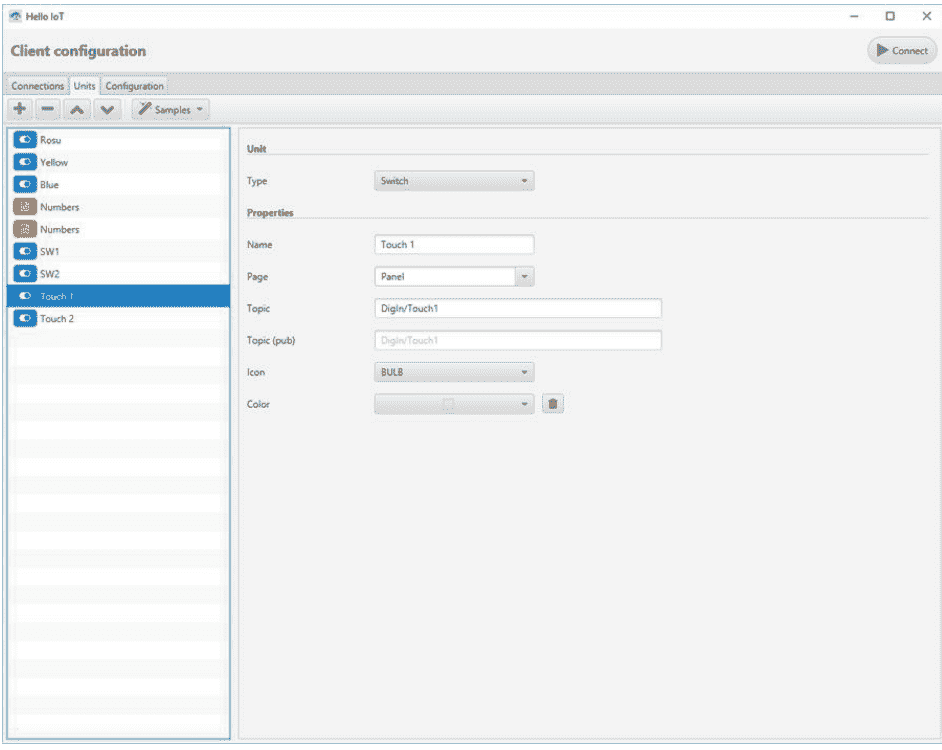 Hello IoT
Client configuration
Connect
Connections Units Configuration
Samples
Rosu
Yellow
Blue
Numbers
Numbers
SW1
SW2
Touch 1
Touch 2
Unit
Type Switch
Properties
Name Touch 1
Page Panel
Topic DigIn/Touch1
Topic (pub) DigIn/Touch1
Icon BULB
Color